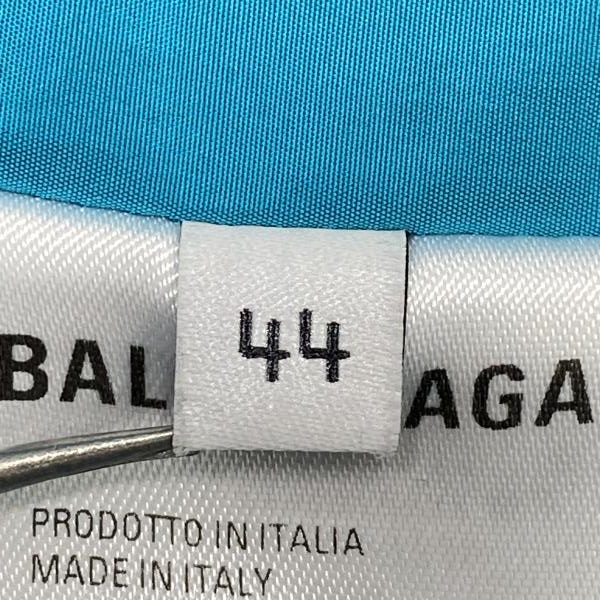 44
BAL AGA
PRODOTTO IN ITALIA
MADE IN ITALY